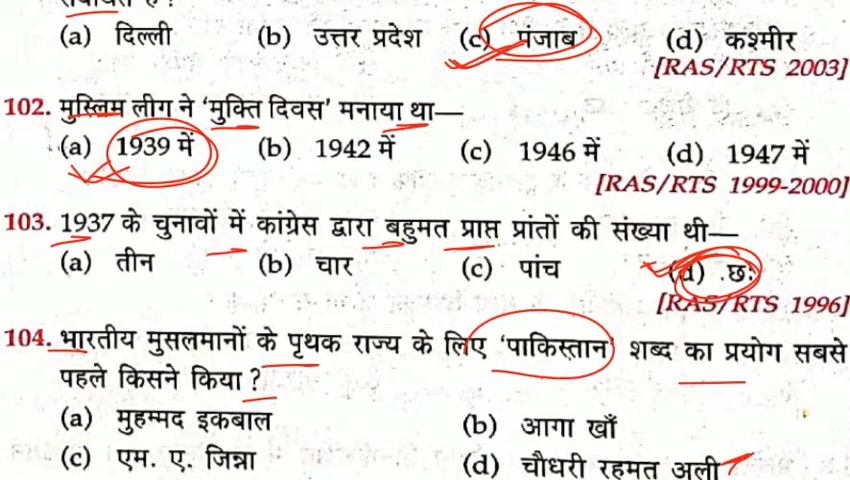 (a) दिल्ली (b) उत्तर प्रदेश (c) पंजाब (d) कश्मीर
[RAS/RTS 2003]
102. मुस्लिम लीग ने ‘मुक्ति दिवस’ मनाया था—
(a) 1939 में (b) 1942 में (c) 1946 में (d) 1947 में
[RAS/RTS 1999-2000]
103. 1937 के चुनावों में कांग्रेस द्वारा बहुमत प्राप्त प्रांतों की संख्या थी—
(a) तीन (b) चार (c) पांच (d) छः
[RAS/RTS 1996]
104. भारतीय मुसलमानों के पृथक राज्य के लिए ‘पाकिस्तान’ शब्द का प्रयोग सबसे
पहले किसने किया ?
(a) मुहम्मद इकबाल (b) आगा खाँ
(c) एम. ए. जिन्ना (d) चौधरी रहमत अली